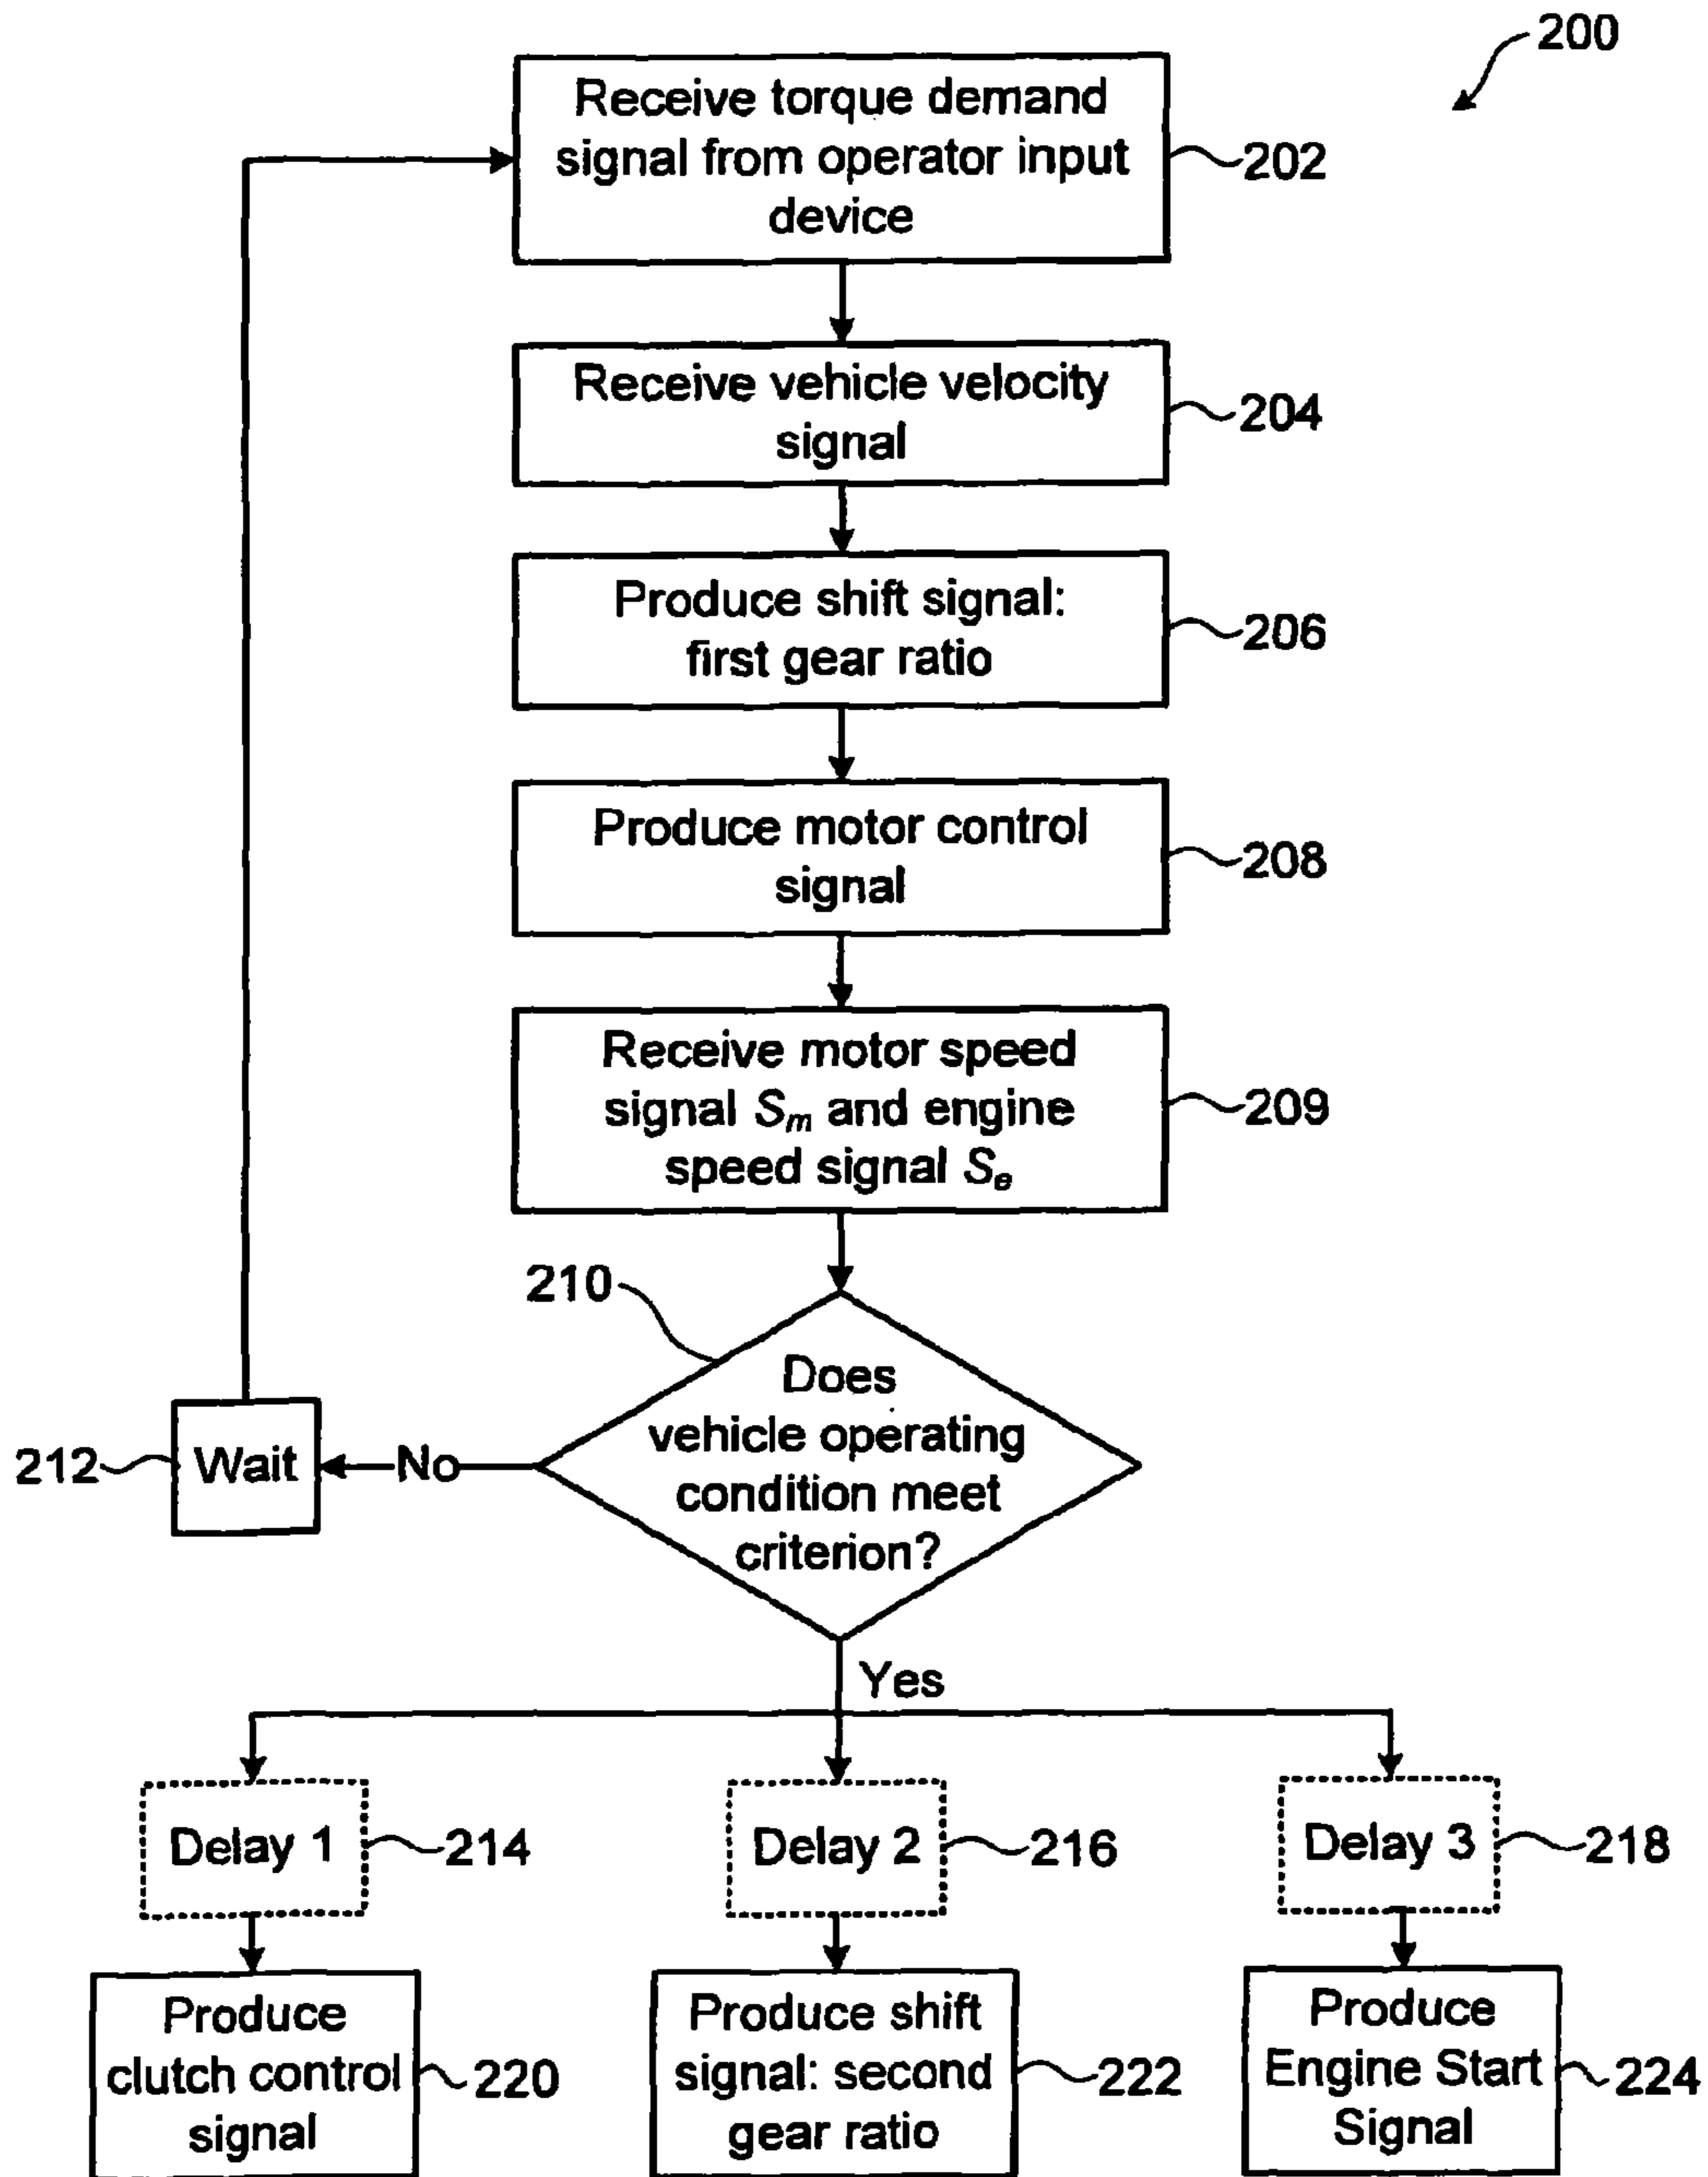 200
Receive torque demand
signal from operator input
device
202
Receive vehicle velocity
signal
204
Produce shift signal:
first gear ratio
206
Produce motor control
signal
208
Receive motor speed
signal Sm and engine
speed signal Se
209
210
Does
vehicle operating
condition meet
criterion?
212
Wait
No
Yes
Delay 1
214
Delay 2
216
Delay 3
218
Produce
clutch control
signal
220
Produce shift
signal: second
gear ratio
222
Produce
Engine Start
Signal
224